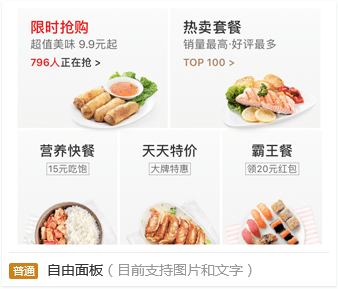 限时抢购
超值美味 9.9元起
796人正在抢 >
热卖套餐
销量最高·好评最多
TOP 100 >
营养快餐
15元吃饱
天天特价
大牌特惠
霸王餐
领20元红包
普通 自由面板（目前支持图片和文字）